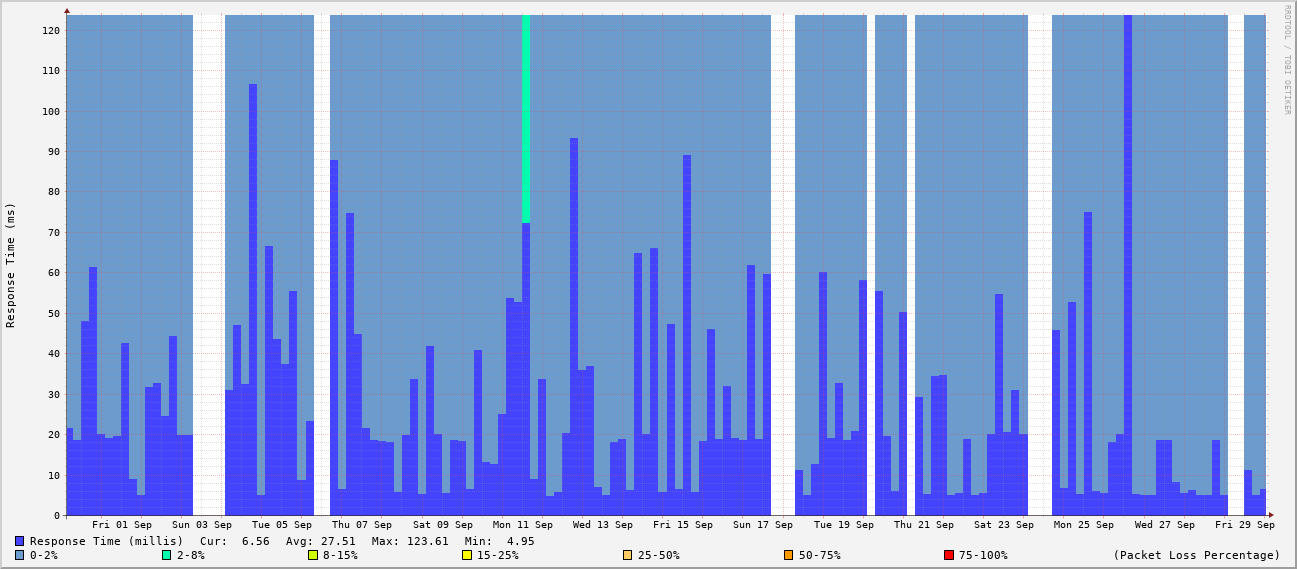 RRDTOOL / TOBI OETIKER
Response Time (ms)
120
110
100
90
80
70
60
50
40
30
20
10
0
Fri 01 Sep Sun 03 Sep Tue 05 Sep Thu 07 Sep Sat 09 Sep Mon 11 Sep Wed 13 Sep Fri 15 Sep Sun 17 Sep Tue 19 Sep Thu 21 Sep Sat 23 Sep Mon 25 Sep Wed 27 Sep Fri 29 Sep
Response Time (millis) Cur: 6.56 Avg: 27.51 Max: 123.61 Min: 4.95
0-2% 2-8% 8-15% 15-25% 25-50% 50-75% 75-100% (Packet Loss Percentage)